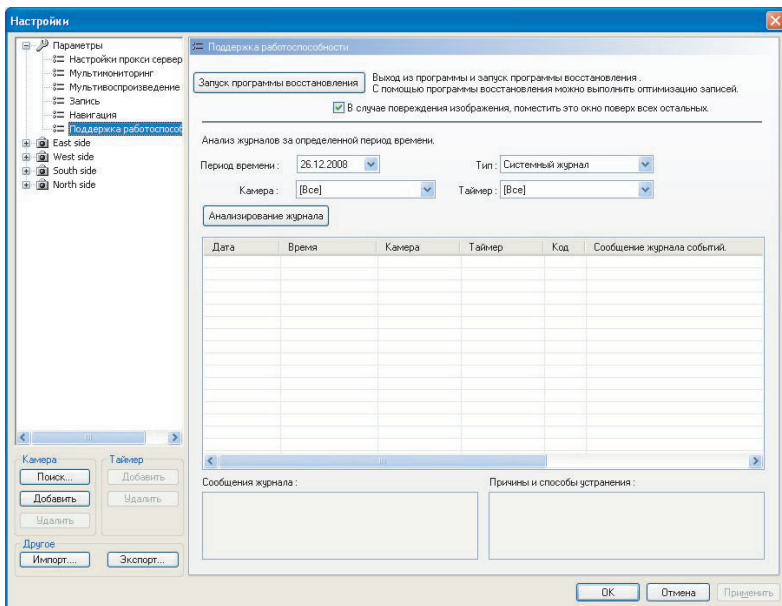 Настройки
Параметры
Настройки прокси сервер
Мультимониторинг
Мультивоспроизведение
Запись
Навигация
Поддержка работоспособ
East side
West side
South side
North side
Камера
Поиск...
Добавить
Удалить
Таймер
Добавить
Удалить
Другое
Импорт....
Экспорт...
Поддержка работоспособности
Запуск программы восстановления
Выход из программы и запуск программы восстановления .
С помощью программы восстановления можно выполнить оптимизацию записей.
В случае повреждения изображения, поместить это окно поверх всех остальных.
Анализ журналов за определенной период времени.
Период времени : 26.12.2008 Тип : Системный журнал
Камера : [Все] Таймер : [Все]
Анализирование журнала
Дата Время Камера Таймер Код Сообщение журнала событий.
Сообщения журнала : Причины и способы устранения :
OK Отмена Применить